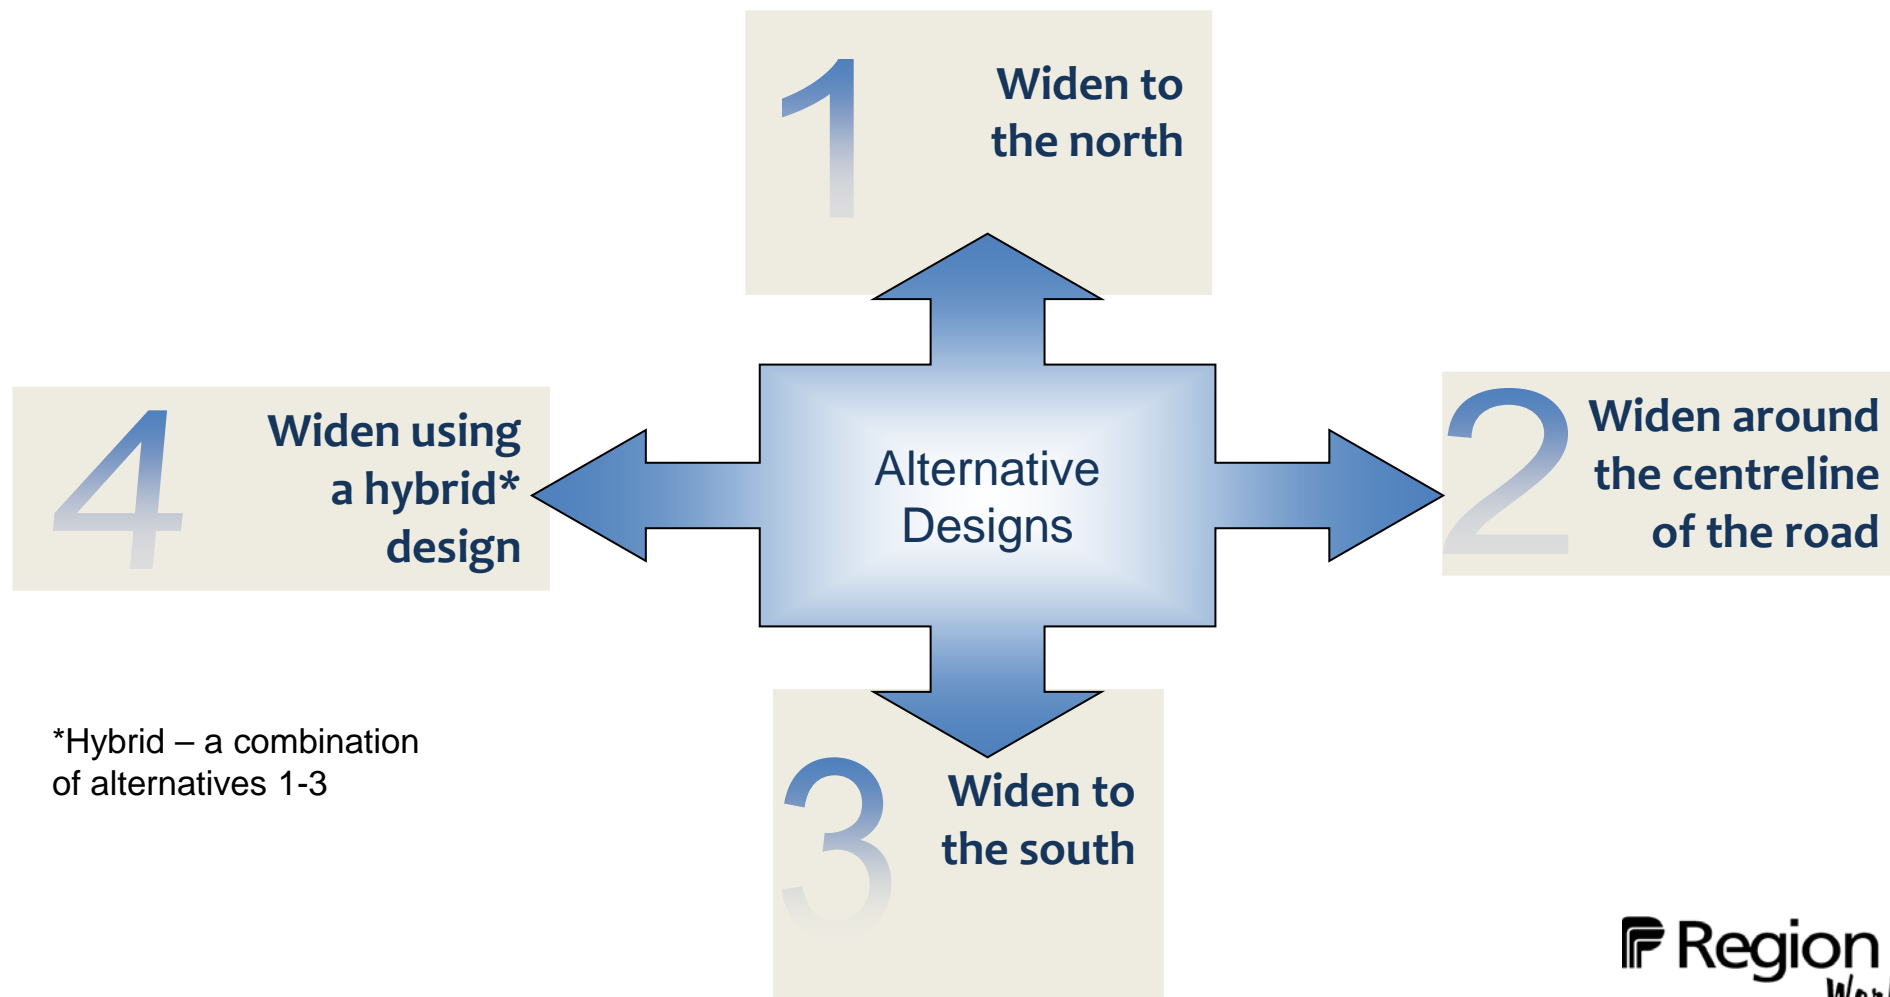 1
Widen to
the north
4
Widen using
a hybrid*
design
Alternative
Designs
2
Widen around
the centreline
of the road
*Hybrid – a combination
of alternatives 1-3
3
Widen to
the south
Region